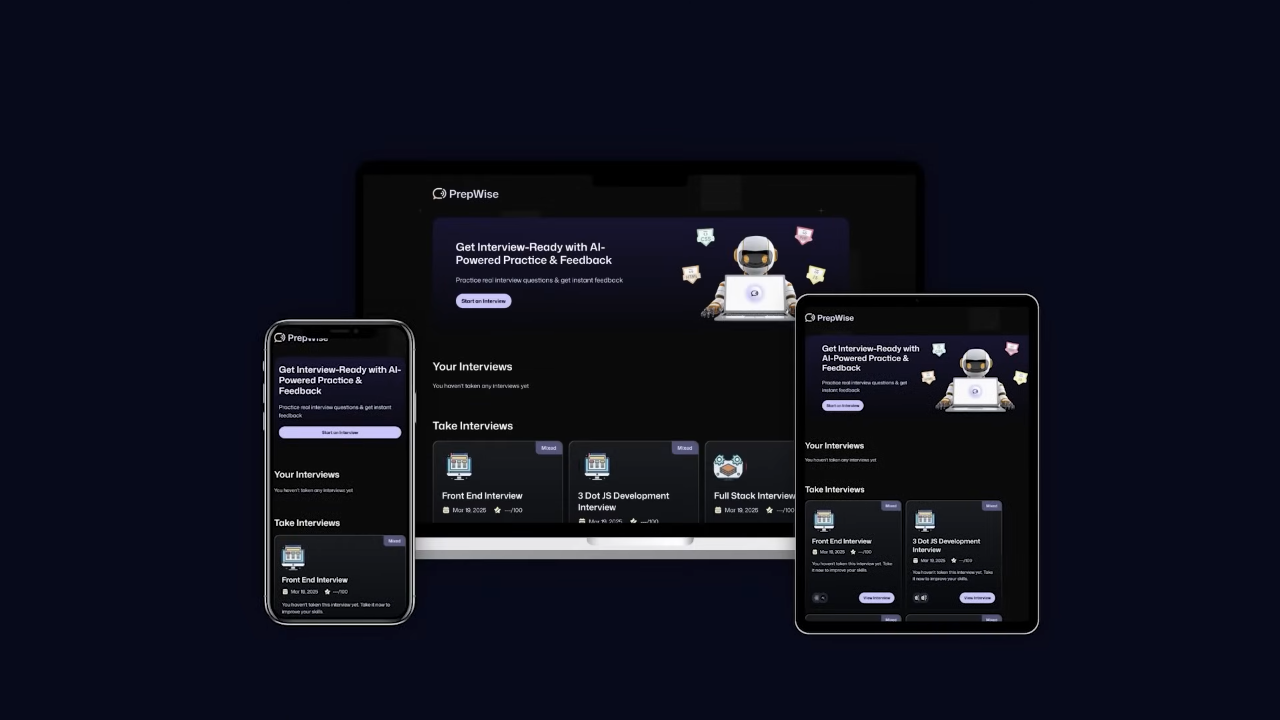 PrepWise
Get Interview-Ready with AI-
Powered Practice & Feedback
Practice real interview questions & get instant feedback
Start an Interview
Your Interviews
You haven't taken any interviews yet
Take Interviews
Mixed
Front End Interview
Mar 19, 2025 ---/100
Mixed
3 Dot JS Development
Interview
Mar 19, 2025 ---/100
Full Stack Interview
Mar 19, 2025 ---/100
PrepWise
Get Interview-Ready with AI-
Powered Practice &
Feedback
Practice real interview questions & get instant
feedback
Start an Interview
Your Interviews
You haven't taken any interviews yet
Take Interviews
Mixed
Front End Interview
Mar 19, 2025 ---/100
You haven't taken this interview yet. Take it now to
improve your skills.
PrepWise
Get Interview-Ready with
AI-Powered Practice &
Feedback
Practice real interview questions & get
instant feedback
Start an Interview
Your Interviews
You haven't taken any interviews yet
Take Interviews
Mixed
Front End Interview
Mar 19, 2025 ---/100
You haven't taken this interview yet. Take
it now to improve your skills.
View Interview
Mixed
3 Dot JS Development
Interview
Mar 19, 2025 ---/100
You haven't taken this interview yet. Take
it now to improve your skills.
View Interview
Mixed
Mixed